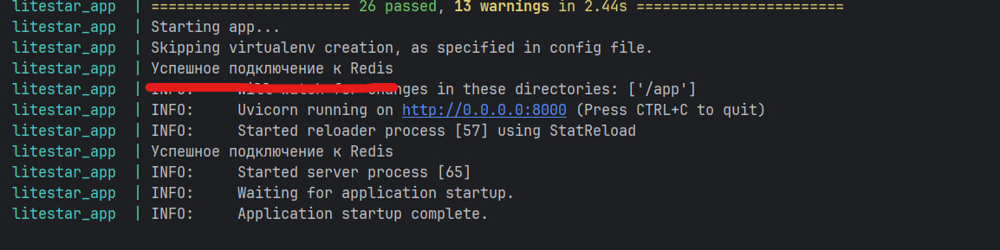 litestar_app | ======================= 26 passed, 13 warnings in 2.44s ========================
litestar_app | Starting app...
litestar_app | Skipping virtualenv creation, as specified in config file.
litestar_app | Успешное подключение к Redis
litestar_app | INFO: Will watch for changes in these directories: ['/app']
litestar_app | INFO: Uvicorn running on http://0.0.0.0:8000 (Press CTRL+C to quit)
litestar_app | INFO: Started reloader process [57] using StatReload
litestar_app | Успешное подключение к Redis
litestar_app | INFO: Started server process [65]
litestar_app | INFO: Waiting for application startup.
litestar_app | INFO: Application startup complete.